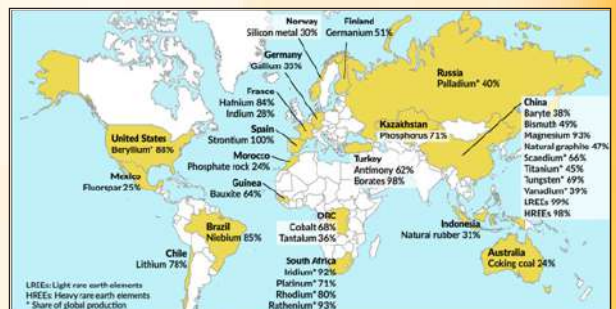 Norway
Silicon metal 30%
Finland
Germanium 51%
Germany
Gallium 35%
Russia
Palladium* 40%
France
Hafnium 84%
Indium 28%
China
Baryte 38%
Bismuth 49%
Magnesium 93%
Natural graphite 47%
Scandium* 66%
Titanium* 45%
Tungsten* 69%
Vanadium* 39%
LREEs 99%
HREEs 98%
Kazakhstan
Phosphorus 71%
United States
Beryllium* 88%
Spain
Strontium 100%
Morocco
Phosphate rock 24%
Turkey
Antimony 62%
Borates 98%
Mexico
Fluorspar 25%
Guinea
Bauxite 64%
DRC
Cobalt 68%
Tantalum 36%
Indonesia
Natural rubber 31%
Brazil
Niobium 85%
Chile
Lithium 78%
South Africa
Iridium* 92%
Platinum* 71%
Rhodium* 80%
Rathenium* 93%
Australia
Coking coal 24%
LREEs: Light rare earth elements
HREEs: Heavy rare earth elements
* Share of global production